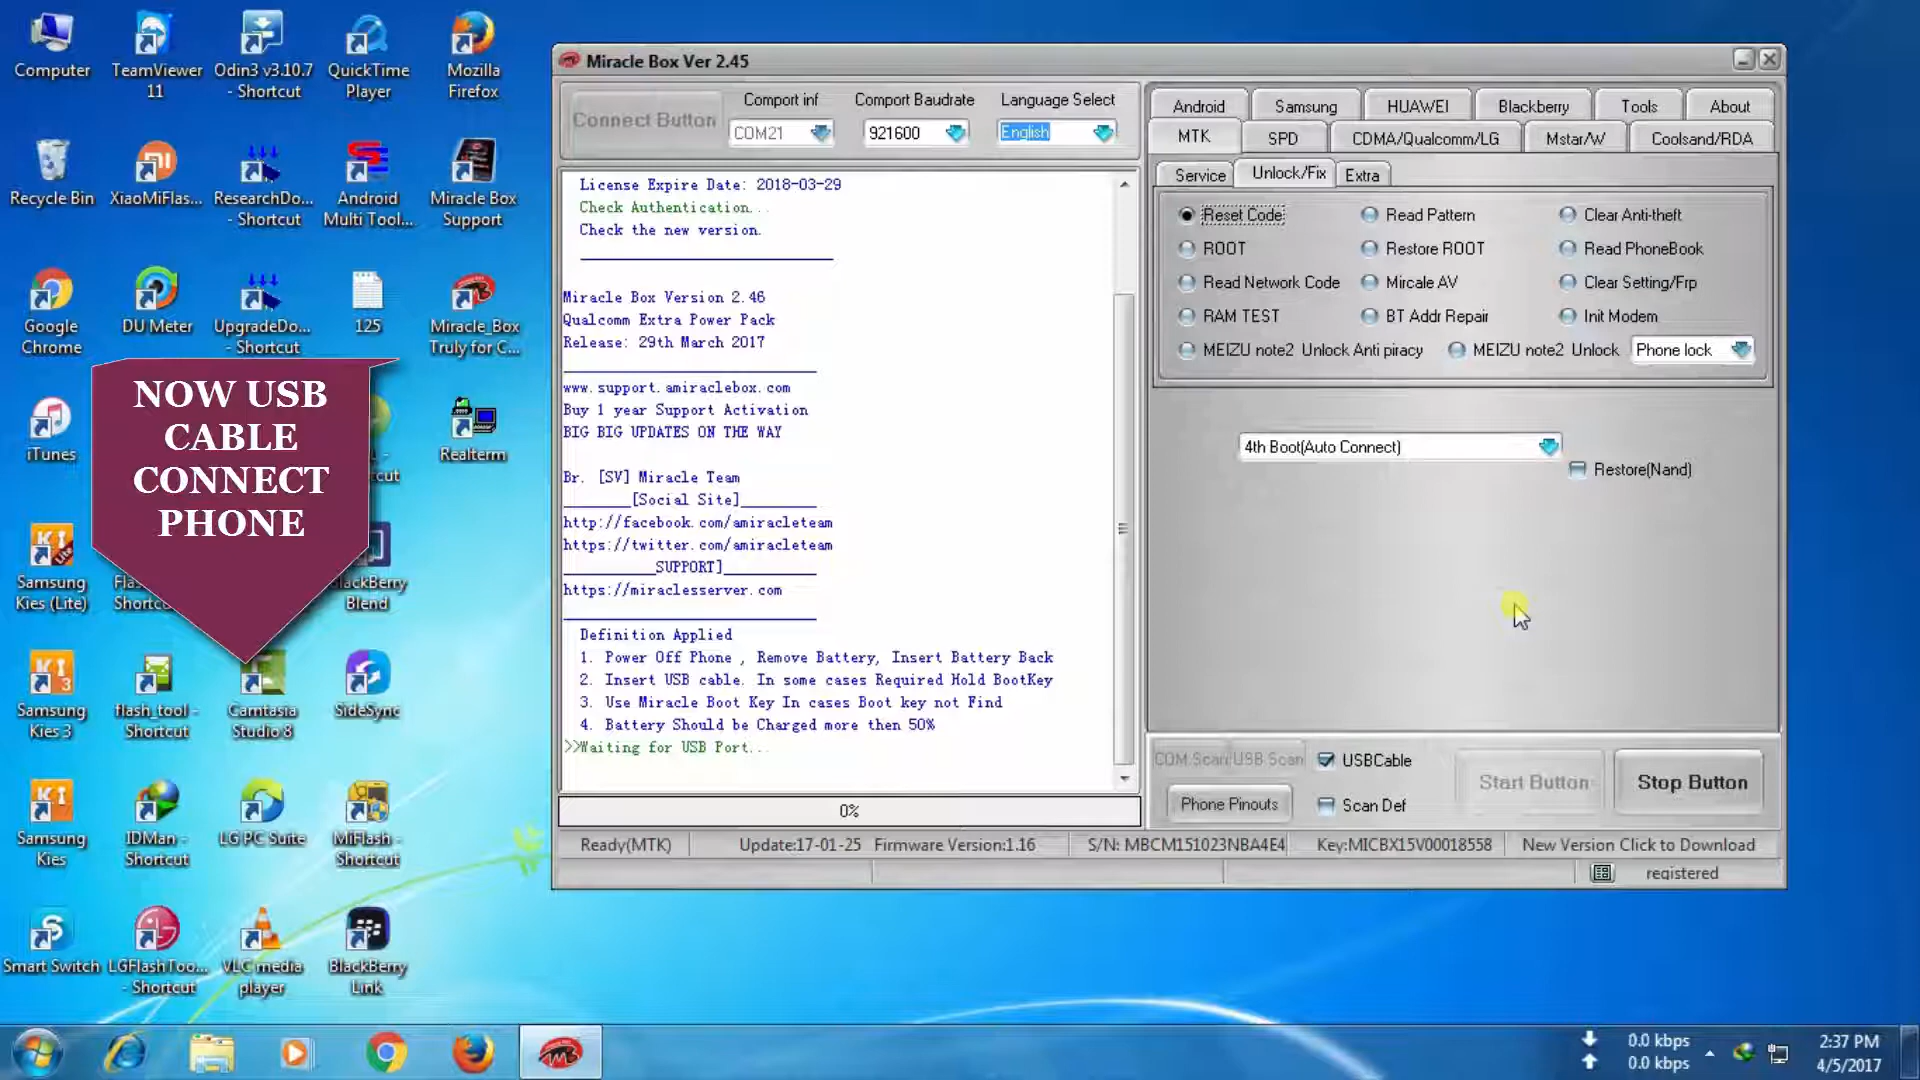 Computer
TeamViewer
11
Odin3 v3.10.7
- Shortcut
QuickTime
Player
Mozilla
Firefox
Recycle Bin
XiaoMiFlas...
ResearchDo...
- Shortcut
Android
Multi Tool...
Miracle Box
Support
Google
Chrome
DU Meter
UpgradeDo...
- Shortcut
125
Miracle_Box
Truly for C...
NOW USB
CABLE
CONNECT
PHONE
iTunes
Realterm
Samsung
Kies (Lite)
BlackBerry
Blend
Samsung
Kies 3
flash_tool -
Shortcut
Camtasia
Studio 8
SideSync
Samsung
Kies
IDMan -
Shortcut
LG PC Suite
MiFlash -
Shortcut
Smart Switch
LGFlashToo...
- Shortcut
VLC media
player
BlackBerry
Link
Miracle Box Ver 2.45
Connect Button
Comport inf
COM21
Comport Baudrate
921600
Language Select
English
License Expire Date: 2018-03-29
Check Authentication...
Check the new version.
Miracle Box Version 2.46
Qualcomm Extra Power Pack
Release: 29th March 2017
www.support.amiraclebox.com
Buy 1 year Support Activation
BIG BIG UPDATES ON THE WAY
Br. [SV] Miracle Team
________[Social Site]_________
http://facebook.com/amiracleteam
https://twitter.com/amiracleteam
___________SUPPORT]___________
https://miraclesserver.com
Definition Applied
1. Power Off Phone , Remove Battery, Insert Battery Back
2. Insert USB cable. In some cases Required Hold BootKey
3. Use Miracle Boot Key In cases Boot key not Find
4. Battery Should be Charged more then 50%
>>Waiting for USB Port...
0%
Android
Samsung
HUAWEI
Blackberry
Tools
About
MTK
SPD
CDMA/Qualcomm/LG
Mstar/W
Coolsand/RDA
Service
Unlock/Fix
Extra
Reset Code
Read Pattern
Clear Anti-theft
ROOT
Restore ROOT
Read PhoneBook
Read Network Code
Mircale AV
Clear Setting/Frp
RAM TEST
BT Addr Repair
Init Modem
MEIZU note2 Unlock Anti piracy
MEIZU note2 Unlock
Phone lock
4th Boot(Auto Connect)
Restore(Nand)
COM Scan
USB Scan
USBCable
Start Button
Stop Button
Phone Pinouts
Scan Def
Ready(MTK)
Update:17-01-25
Firmware Version:1.16
S/N: MBCM151023NBA4E4
Key:MICBX15V00018558
New Version Click to Download
registered
0.0 kbps
0.0 kbps
2:37 PM
4/5/2017